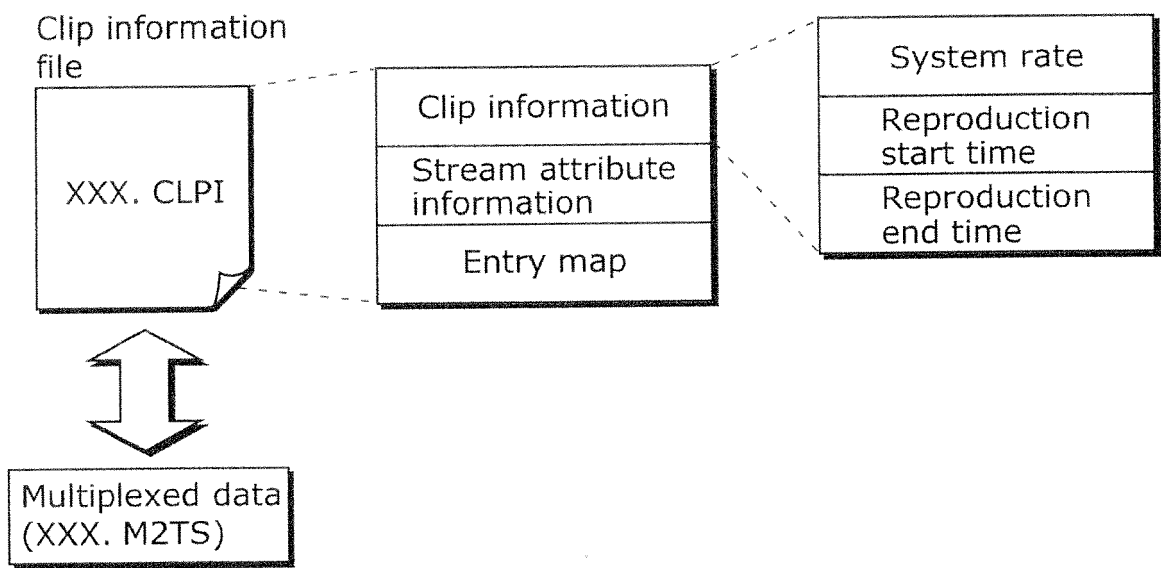 Clip information
file
XXX. CLPI
Clip information
Stream attribute
information
Entry map
System rate
Reproduction
start time
Reproduction
end time
Multiplexed data
(XXX. M2TS)